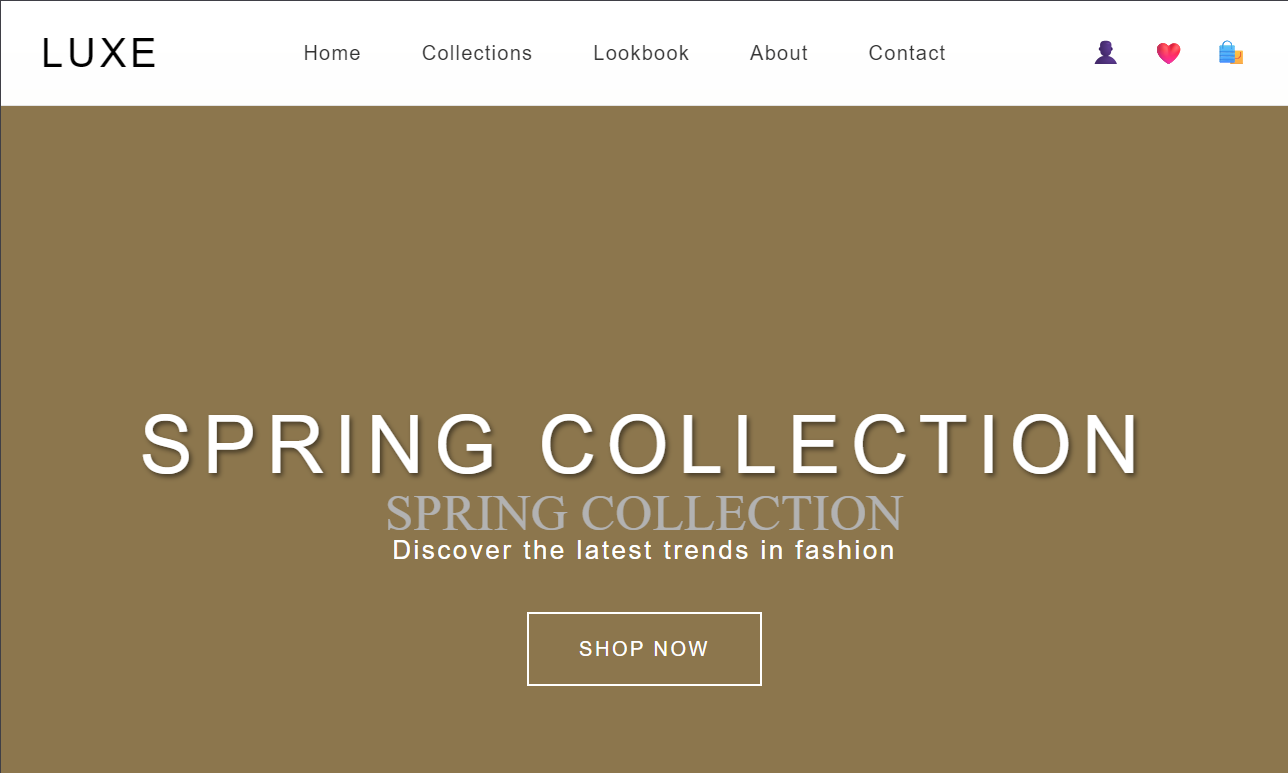 LUXE Home Collections Lookbook About Contact
SPRING COLLECTION
SPRING COLLECTION
Discover the latest trends in fashion
SHOP NOW